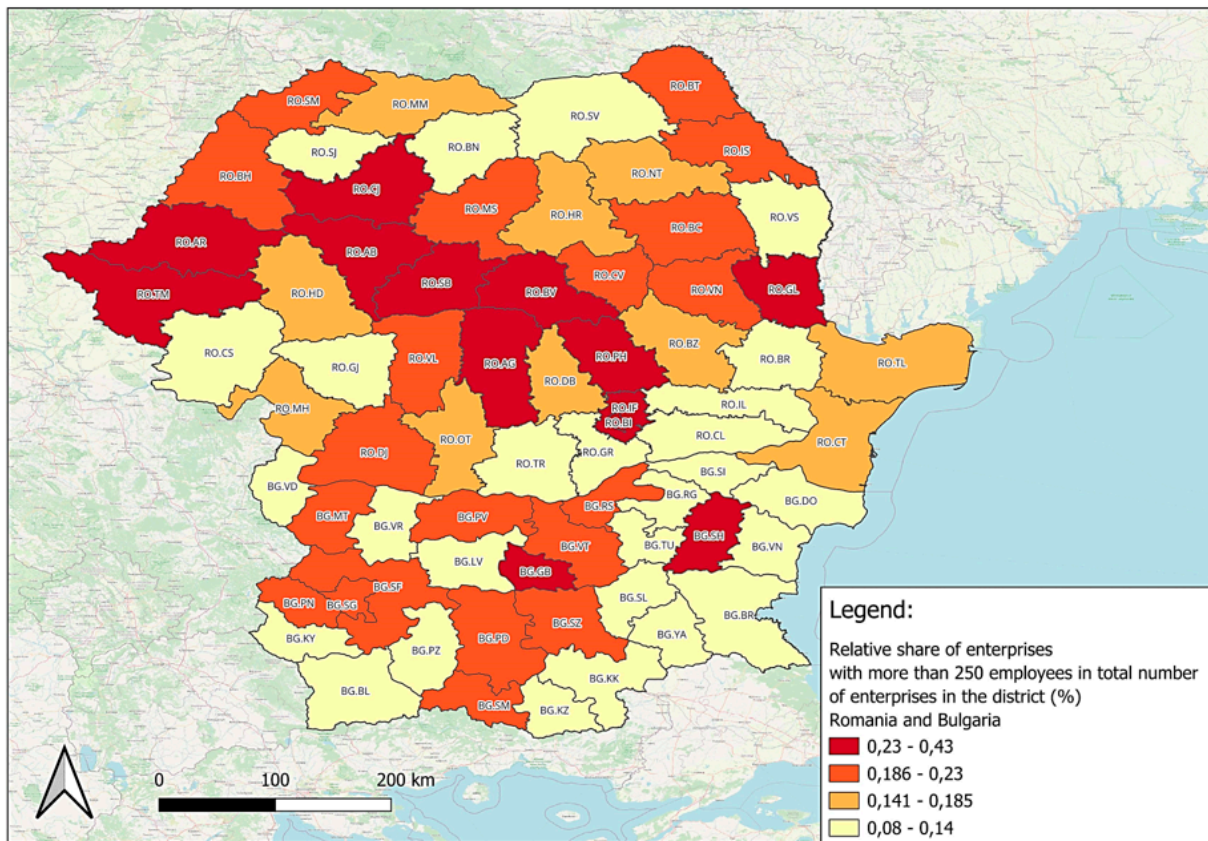 RO.BT
RO.SM
RO.MM
RO.SV
RO.SJ
RO.BN
RO.IS
RO.BH
RO.CJ
RO.NT
RO.MS
RO.HR
RO.VS
RO.BC
RO.AR
RO.AB
RO.SB
RO.BV
RO.CV
RO.VN
RO.GL
RO.TM
RO.HD
RO.CS
RO.GJ
RO.VL
RO.AG
RO.PH
RO.BZ
RO.BR
RO.TL
RO.DB
RO.MH
RO.IF
RO.BI
RO.IL
RO.CL
RO.CT
RO.DJ
RO.OT
RO.TR
RO.GR
BG.VD
BG.SI
BG.RG
BG.DO
BG.MT
BG.VR
BG.PV
BG.RS
BG.SH
BG.VT
BG.TU
BG.VN
BG.LV
BG.GB
BG.SF
BG.PN
BG.SG
BG.SL
BG.BR
BG.KY
BG.PZ
BG.PD
BG.SZ
BG.YA
BG.BL
BG.SM
BG.KK
BG.KZ
0 100 200 km
Legend:
Relative share of enterprises
with more than 250 employees in total number
of enterprises in the district (%)
Romania and Bulgaria
0,23 - 0,43
0,186 - 0,23
0,141 - 0,185
0,08 - 0,14